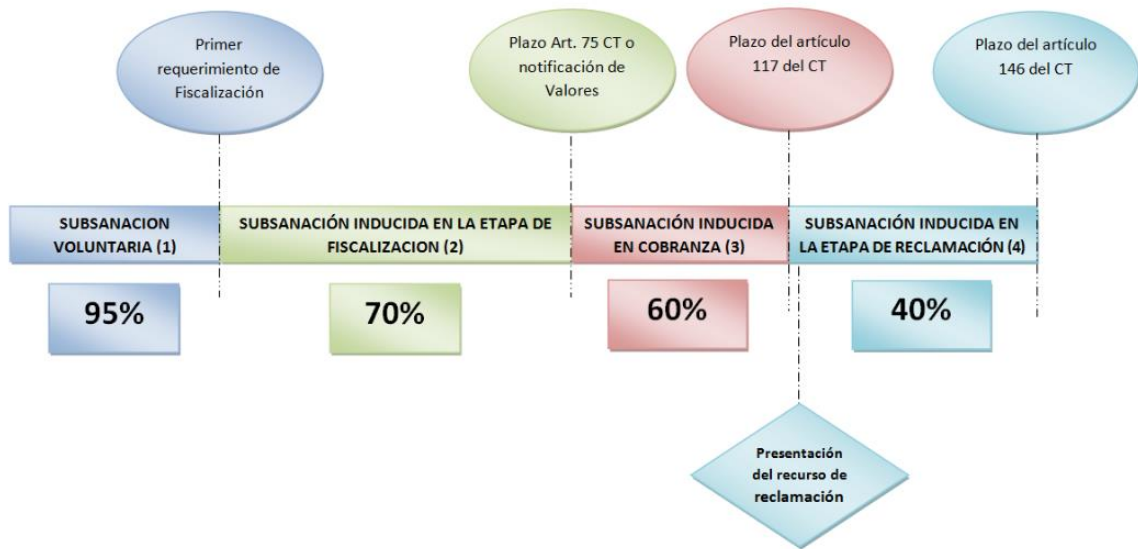 Primer
requerimiento de
Fiscalización
Plazo Art. 75 CT o
notificación de
Valores
Plazo del artículo
117 del CT
Plazo del artículo
146 del CT
SUBSANACION
VOLUNTARIA (1)
SUBSANACIÓN INDUCIDA EN LA ETAPA DE
FISCALIZACION (2)
SUBSANACIÓN INDUCIDA
EN COBRANZA (3)
SUBSANACIÓN INDUCIDA EN
LA ETAPA DE RECLAMACIÓN (4)
95%
70%
60%
40%
Presentación
del recurso de
reclamación